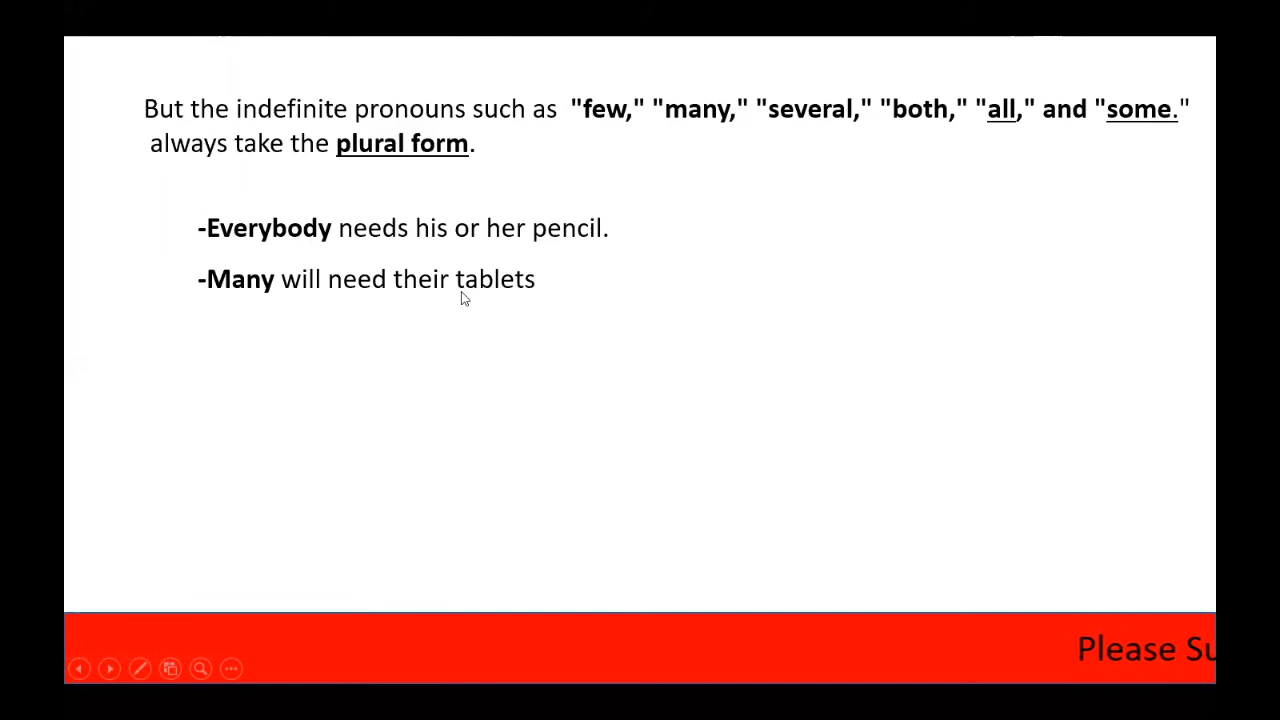 But the indefinite pronouns such as "few," "many," "several," "both," "all," and "some."
always take the plural form.
-Everybody needs his or her pencil.
-Many will need their tablets
Please Su